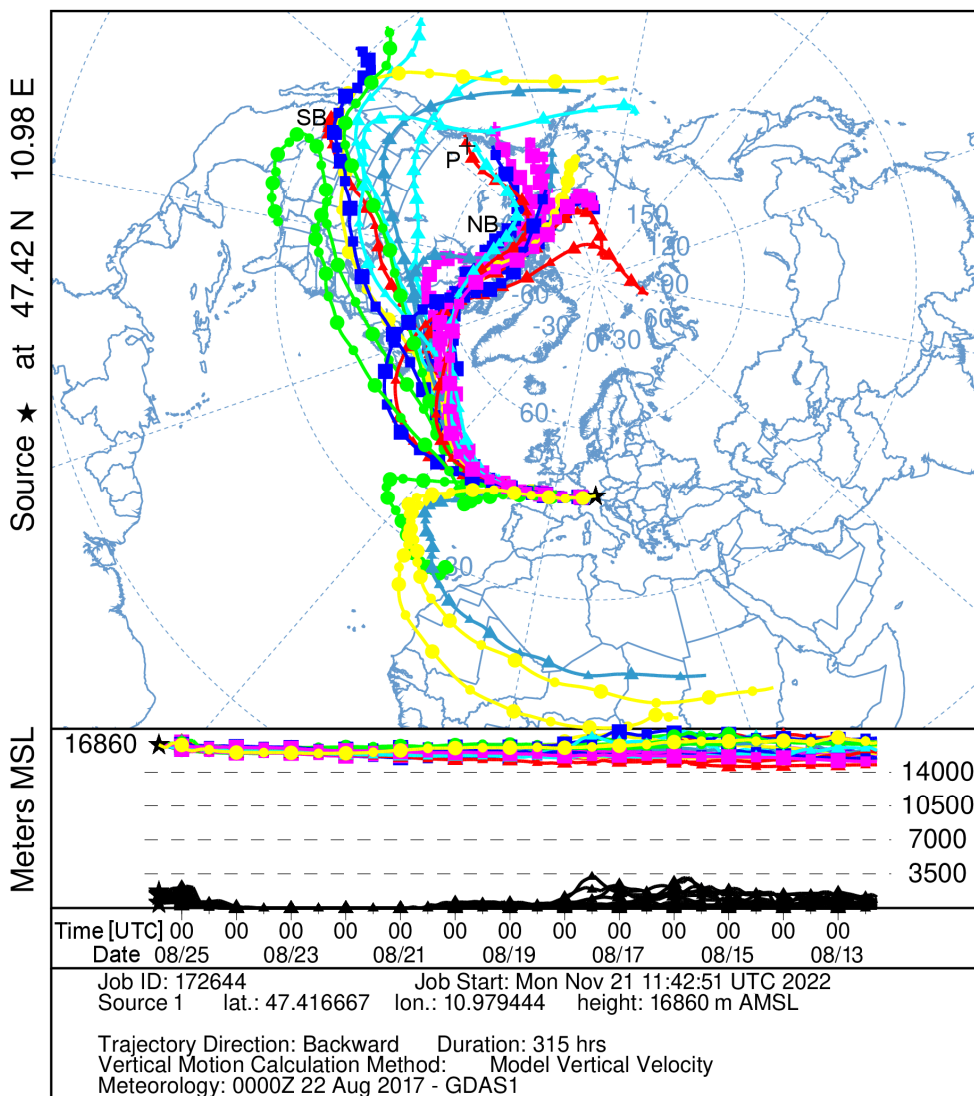 Source ★ at 47.42 N 10.98 E
SB
P
NB
150
120
90
60
60
-30
0
30
60
30
Meters MSL
16860
14000
10500
7000
3500
Time [UTC] 00 00 00 00 00 00 00 00 00 00 00 00 00
Date 08/25 08/23 08/21 08/19 08/17 08/15 08/13
Job ID: 172644 Job Start: Mon Nov 21 11:42:51 UTC 2022
Source 1 lat.: 47.416667 lon.: 10.979444 height: 16860 m AMSL
Trajectory Direction: Backward Duration: 315 hrs
Vertical Motion Calculation Method: Model Vertical Velocity
Meteorology: 0000Z 22 Aug 2017 - GDAS1